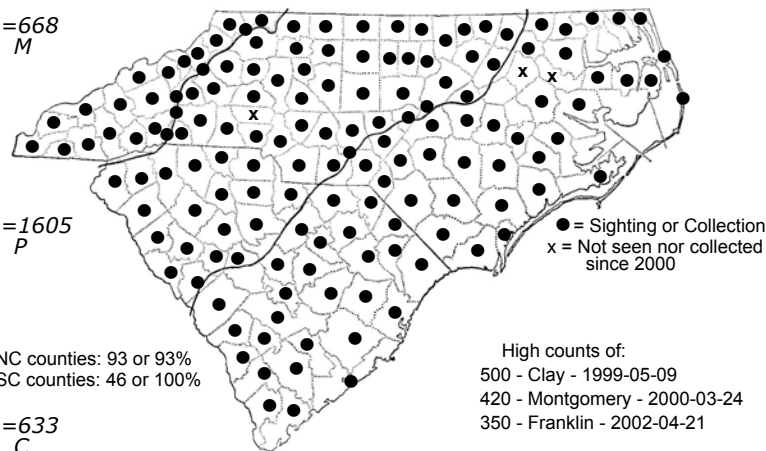 =668
M
=1605
P
=633
C
NC counties: 93 or 93%
SC counties: 46 or 100%
● = Sighting or Collection
x = Not seen nor collected
since 2000
High counts of:
500 - Clay - 1999-05-09
420 - Montgomery - 2000-03-24
350 - Franklin - 2002-04-21
x
x
x